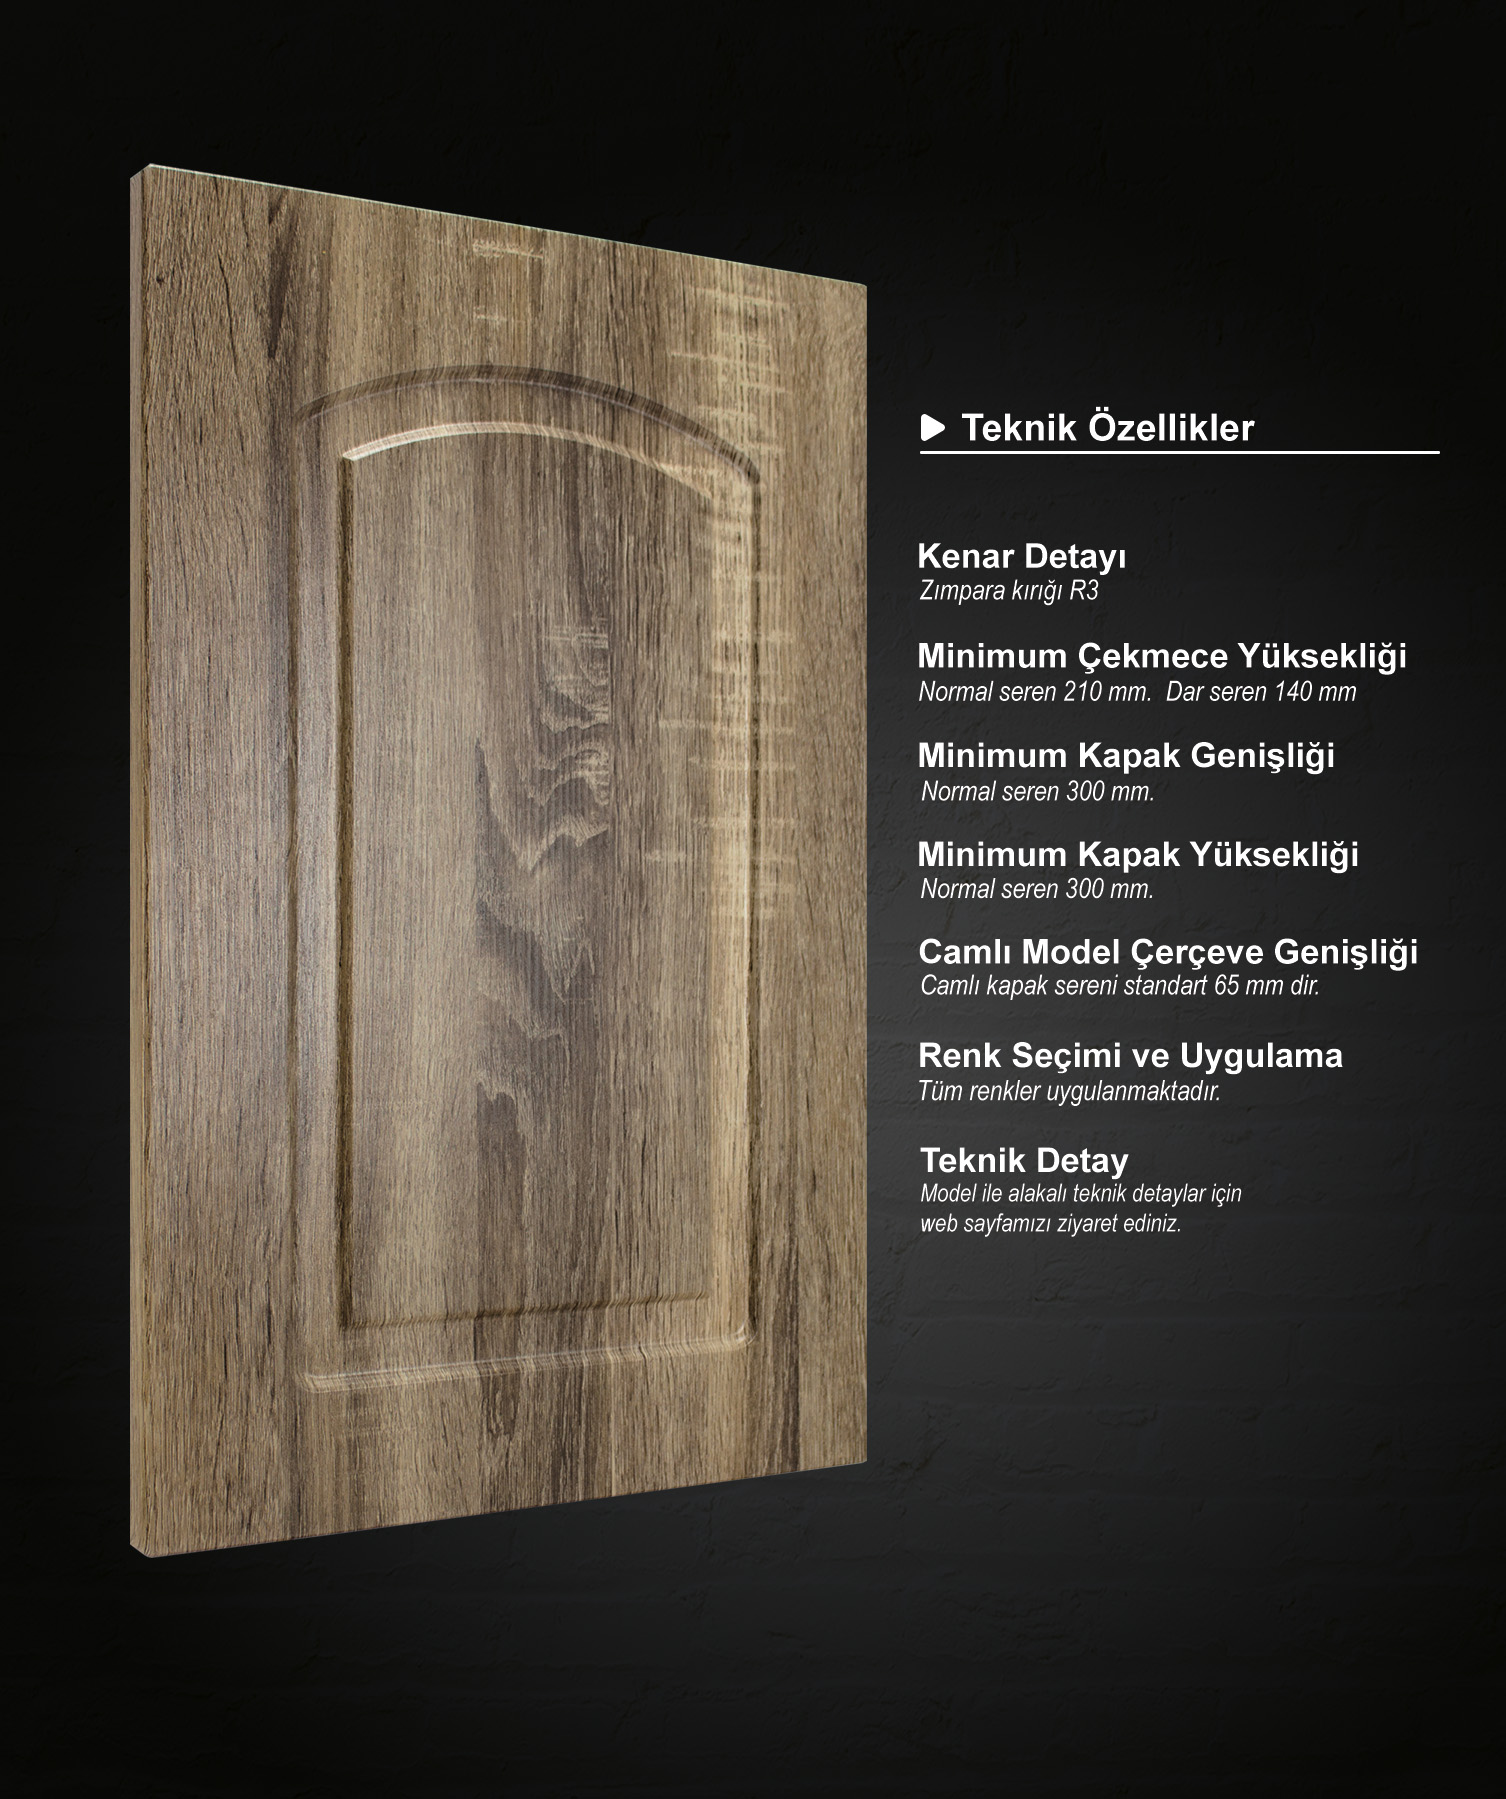 Teknik Özellikler
Kenar Detayı
Zımpara kırığı R3
Minimum Çekmece Yüksekliği
Normal seren 210 mm. Dar seren 140 mm
Minimum Kapak Genişliği
Normal seren 300 mm.
Minimum Kapak Yüksekliği
Normal seren 300 mm.
Camlı Model Çerçeve Genişliği
Camlı kapak sereni standart 65 mm dir.
Renk Seçimi ve Uygulama
Tüm renkler uygulanmaktadır.
Teknik Detay
Model ile alakalı teknik detaylar için
web sayfamızı ziyaret ediniz.